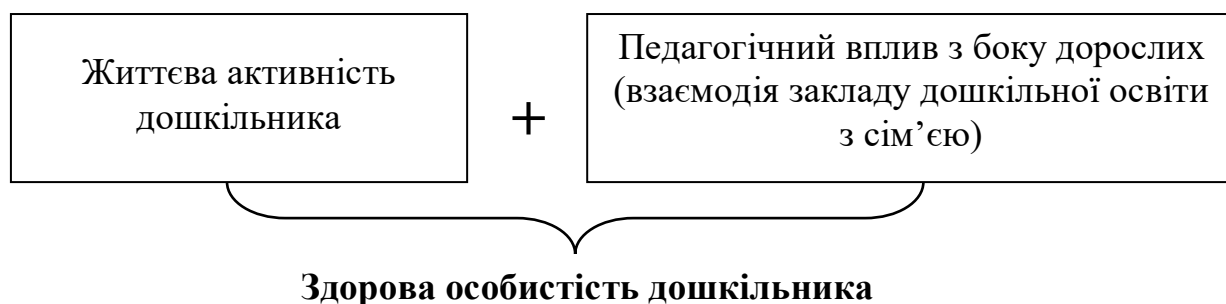 Життєва активність
дошкільника
+
Педагогічний вплив з боку дорослих
(взаємодія закладу дошкільної освіти
з сім’єю)
Здорова особистість дошкільника